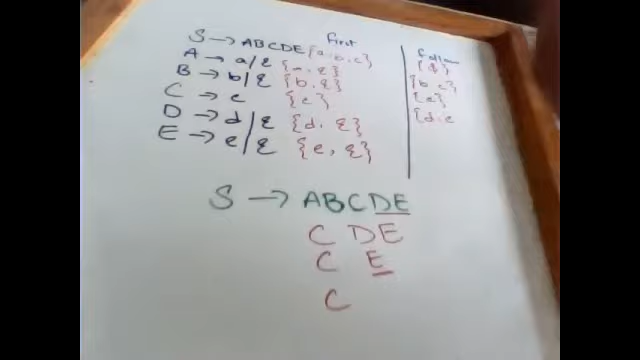 First
S → ABCDE {a, b, c}
A → a/ε {a, ε}
B → b/ε {b, ε}
C → c {c}
D → d/ε {d, ε}
E → e/ε {e, ε}
Follow
{$}
{b, c}
{c}
{d, e
S → ABCDE
C DE
C E
C